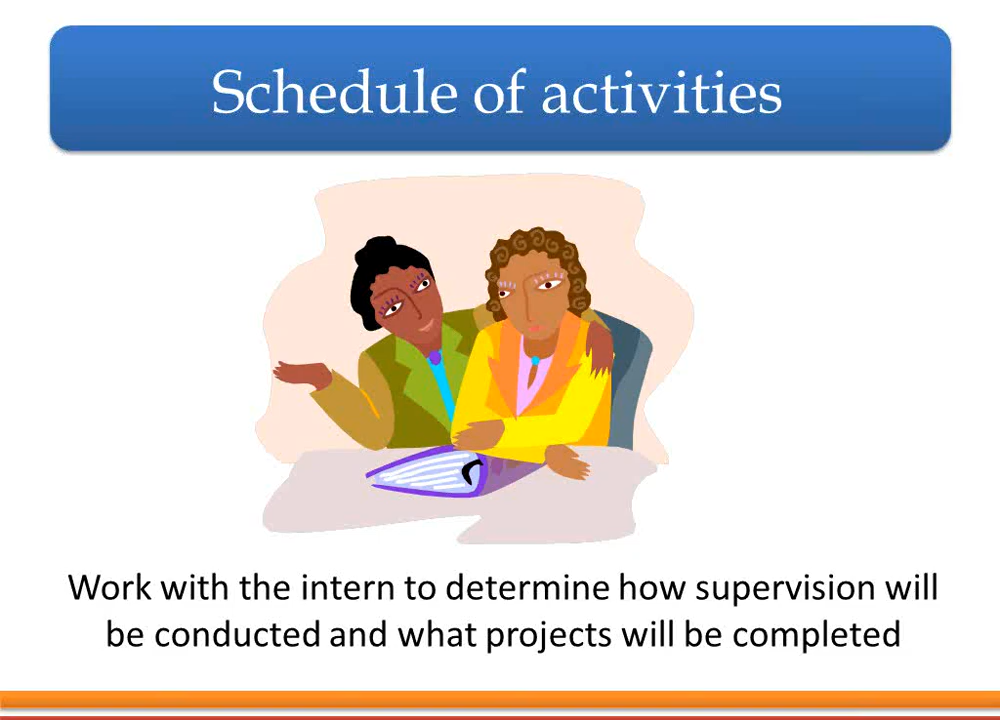 Schedule of activities
Work with the intern to determine how supervision will
be conducted and what projects will be completed